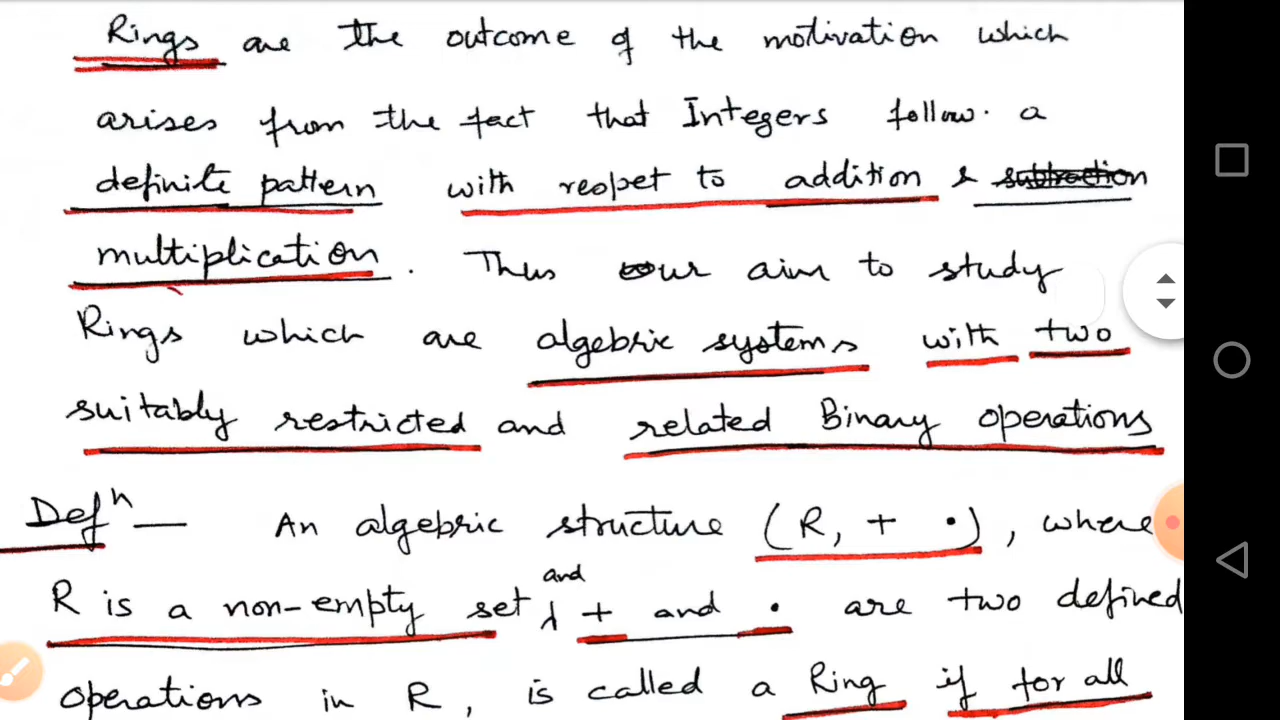 Rings are the outcome of the motivation which
arises from the fact that Integers follow. a
definite pattern with respet to addition & subtraction
multiplication. Thus our aim to study
Rings which are algebric systems with two
suitably restricted and related Binary operations
Defⁿ — An algebric structure (R, + ·), where
R is a non-empty set and + and · are two defined
operations in R, is called a Ring if for all